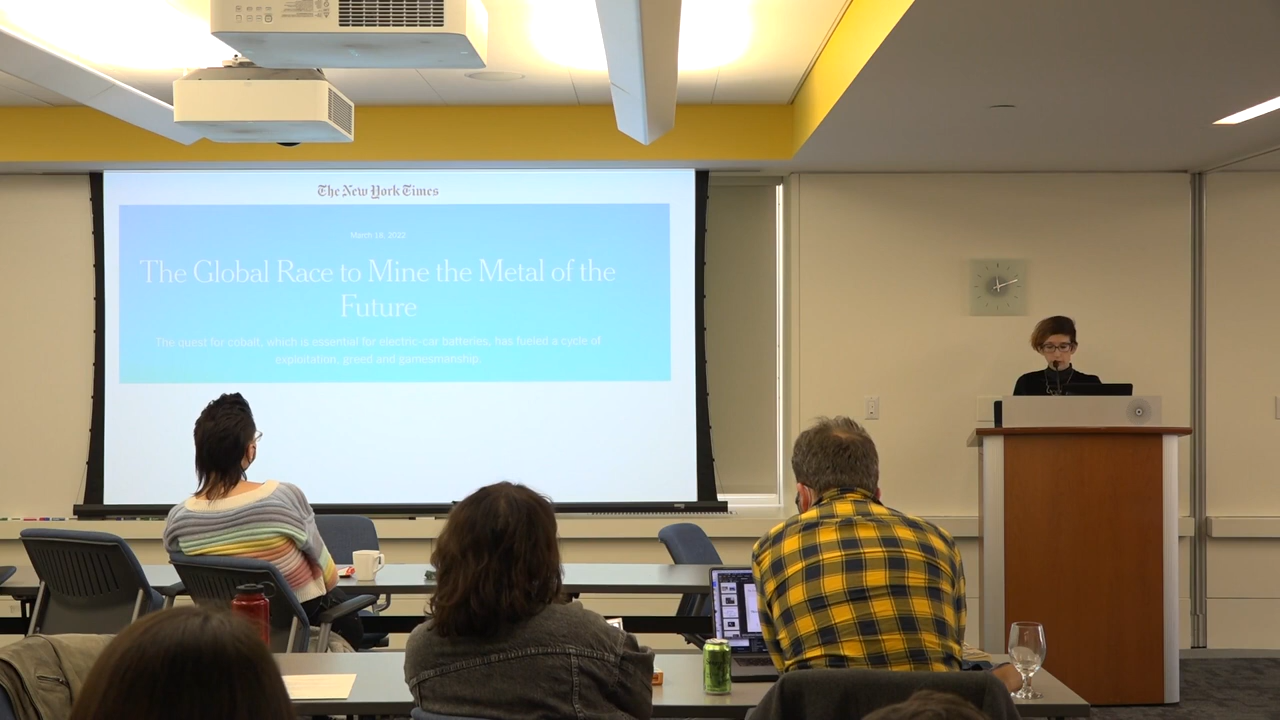 The New York Times
March 18, 2022
The Global Race to Mine the Metal of the
Future
The quest for cobalt, which is essential for electric-car batteries, has fueled a cycle of
exploitation, greed and gamesmanship.